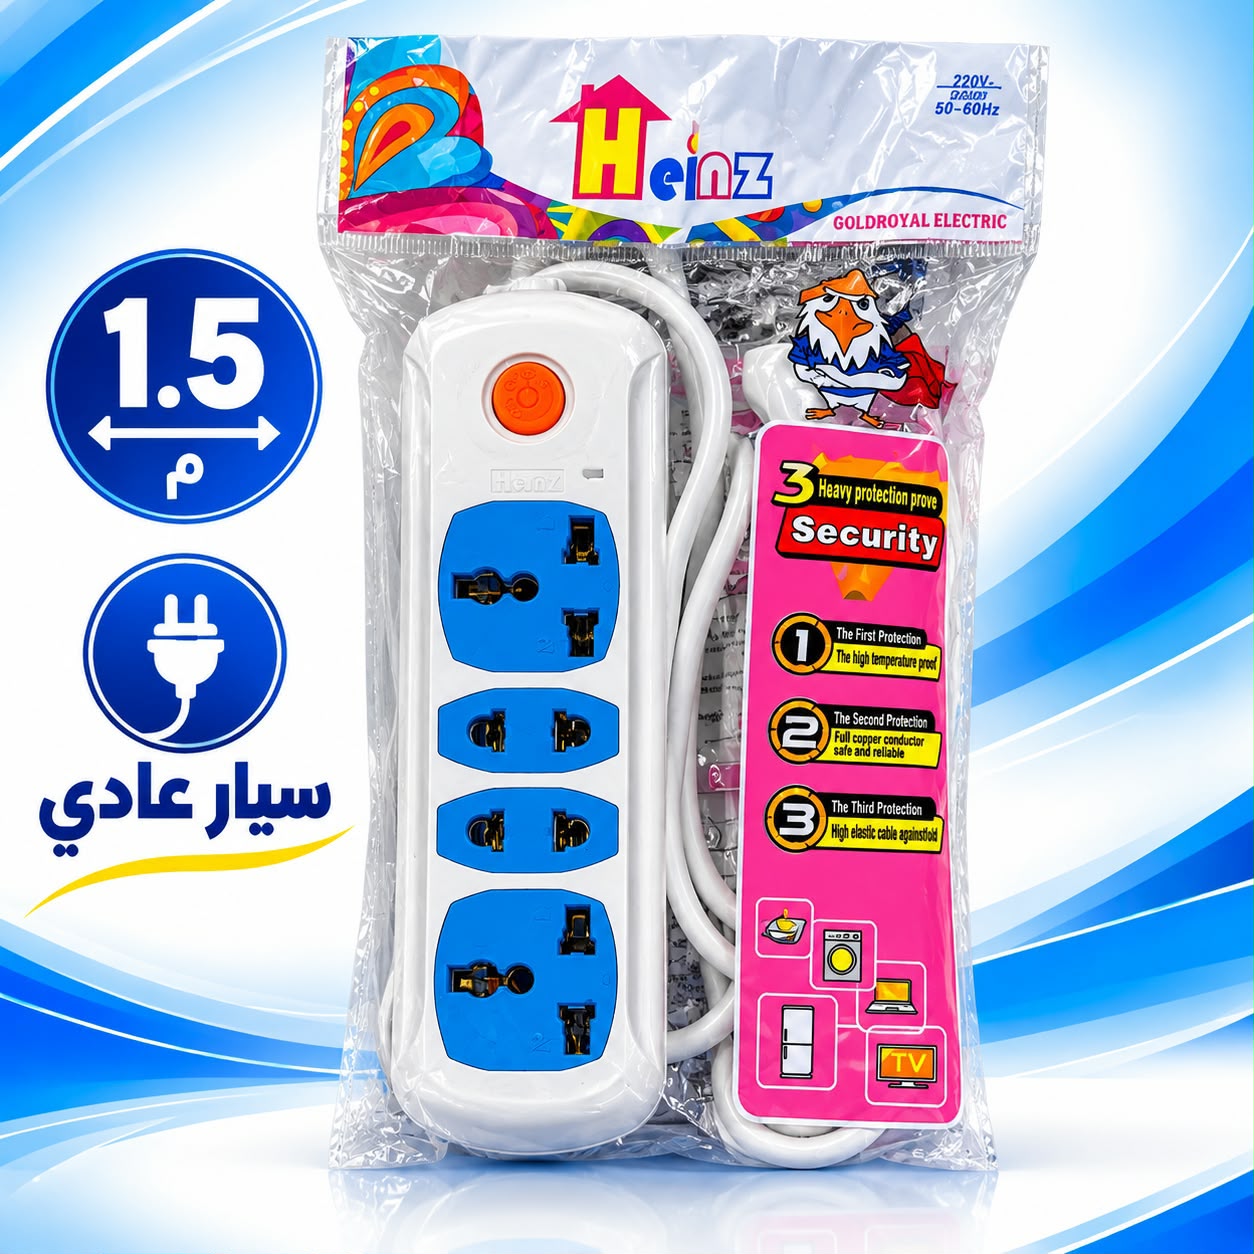 Heinz
220V~
50-60Hz
GOLDROYAL ELECTRIC
1.5
م
سيار عادي
Heinz
3 Heavy protection prove
Security
1 The First Protection
The high temperature proof
2 The Second Protection
Full copper conductor
safe and reliable
3 The Third Protection
High elastic cable againstfold
TV